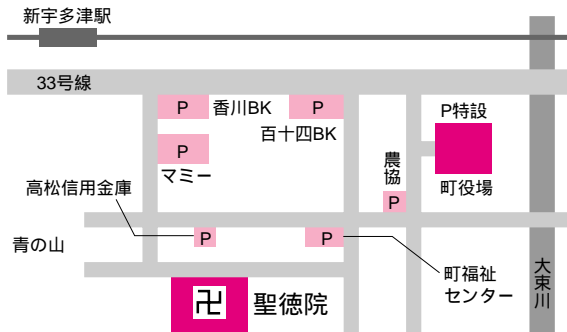 新宇多津駅
33号線
P 香川BK
P
百十四BK
P特設
P
マミー
農協
P
町役場
高松信用金庫
青の山
P
P
町福祉
センター
大束川
卍 聖徳院